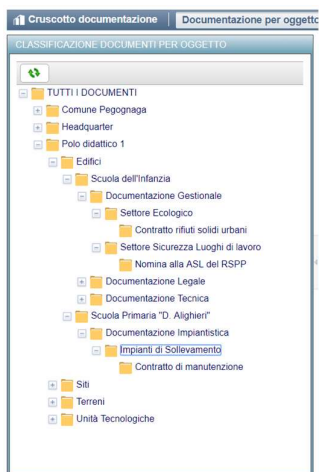 Cruscotto documentazione
Documentazione per oggetto
CLASSIFICAZIONE DOCUMENTI PER OGGETTO
TUTTI I DOCUMENTI
Comune Pegognaga
Headquarter
Polo didattico 1
Edifici
Scuola dell'Infanzia
Documentazione Gestionale
Settore Ecologico
Contratto rifiuti solidi urbani
Settore Sicurezza Luoghi di lavoro
Nomina alla ASL del RSPP
Documentazione Legale
Documentazione Tecnica
Scuola Primaria "D. Alighieri"
Documentazione Impiantistica
Impianti di Sollevamento
Contratto di manutenzione
Siti
Terreni
Unità Tecnologiche